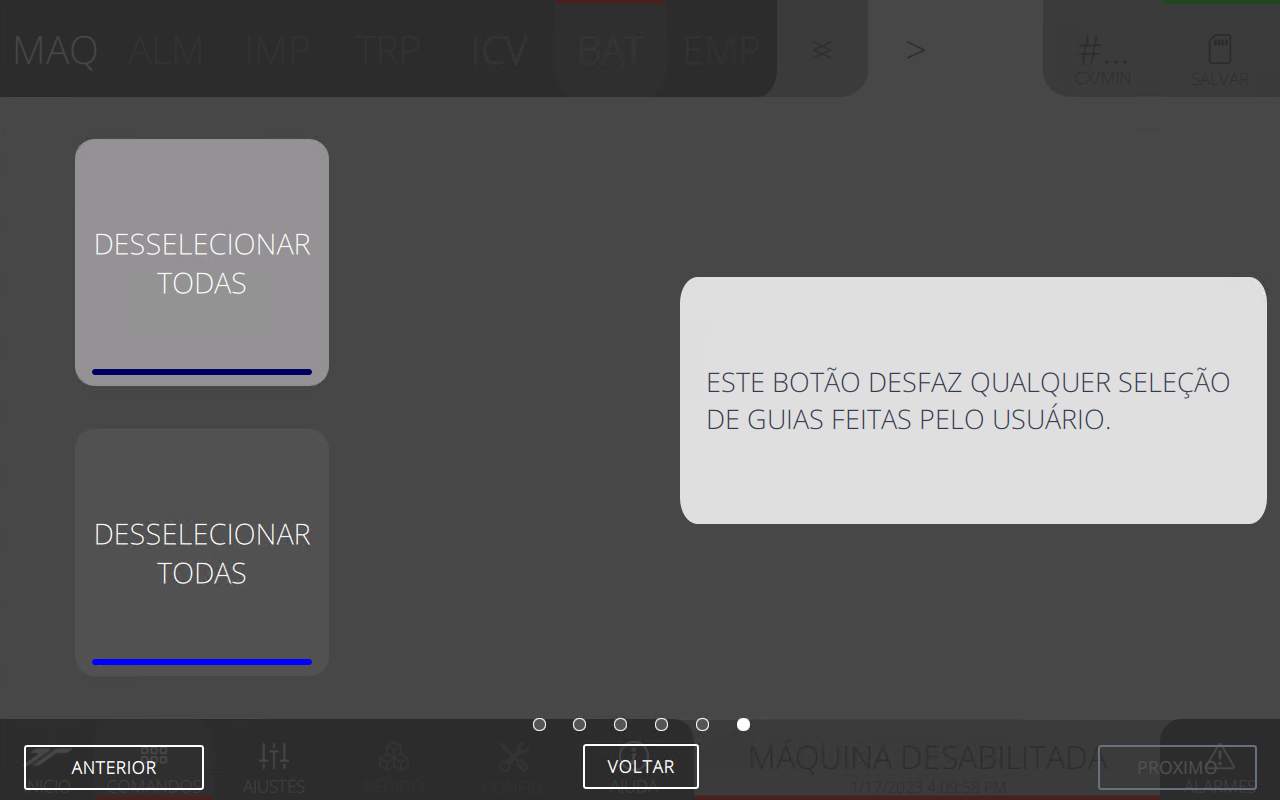 MAQ ALM IMP TRP ICV BAT EMP >
#... CX/MIN SALVAR
DESSELECIONAR
TODAS
ESTE BOTÃO DESFAZ QUALQUER SELEÇÃO
DE GUIAS FEITAS PELO USUÁRIO.
DESSELECIONAR
TODAS
MÁQUINA DESABILITADA
1/17/2023 4:09:58 PM
ANTERIOR
VOLTAR
PROXIMO
INICIO COMANDOS AJUSTES PEDIDO CONFIG AJUDA ALARMES